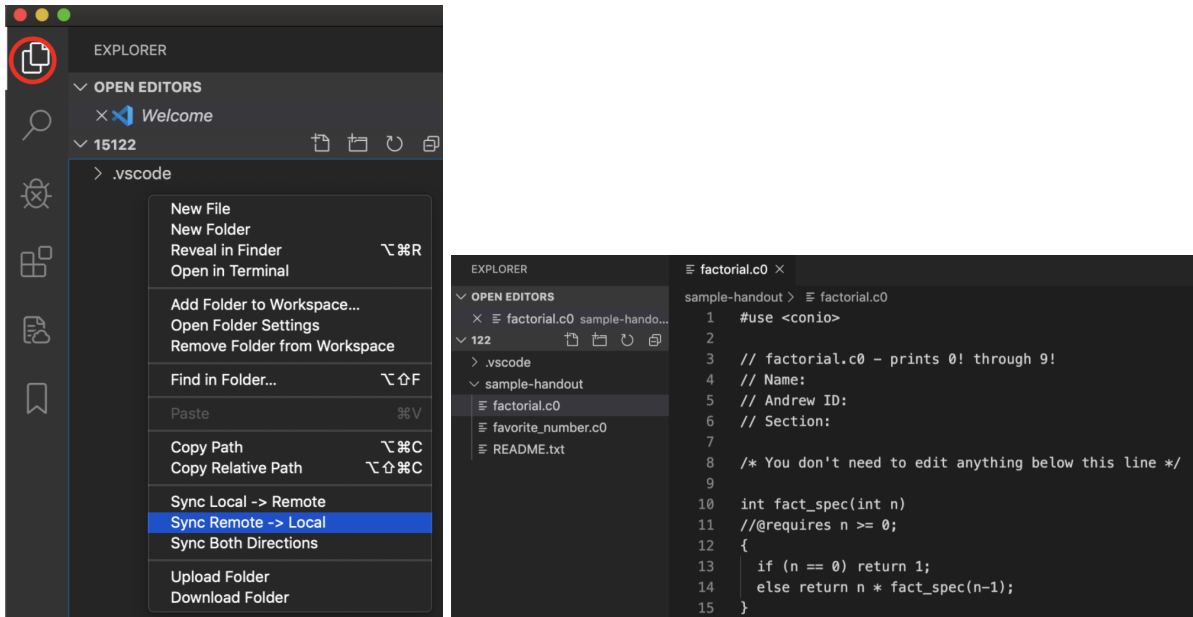 EXPLORER
OPEN EDITORS
Welcome
15122
.vscode
New File
New Folder
Reveal in Finder ⌥⌘R
Open in Terminal
Add Folder to Workspace...
Open Folder Settings
Remove Folder from Workspace
Find in Folder... ⌥⇧F
Paste ⌘V
Copy Path ⌥⌘C
Copy Relative Path ⌥⇧⌘C
Sync Local -> Remote
Sync Remote -> Local
Sync Both Directions
Upload Folder
Download Folder
EXPLORER
OPEN EDITORS
factorial.c0 sample-hando...
122
.vscode
sample-handout
factorial.c0
favorite_number.c0
README.txt
factorial.c0
sample-handout > factorial.c0
1 #use <conio>
2
3 // factorial.c0 - prints 0! through 9!
4 // Name:
5 // Andrew ID:
6 // Section:
7
8 /* You don't need to edit anything below this line */
9
10 int fact_spec(int n)
11 //@requires n >= 0;
12 {
13 if (n == 0) return 1;
14 else return n * fact_spec(n-1);
15 }